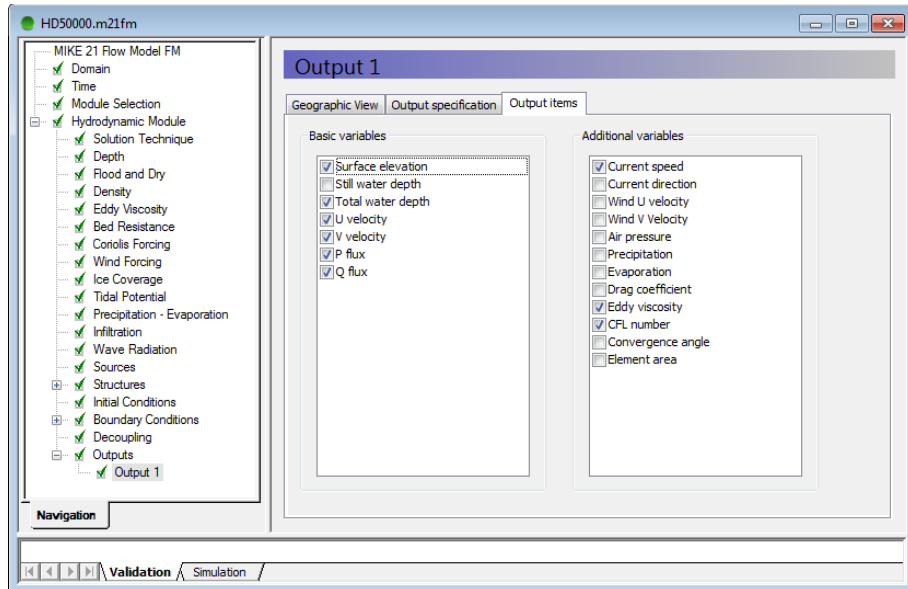 HD50000.m21fm
MIKE 21 Flow Model FM
Domain
Time
Module Selection
Hydrodynamic Module
Solution Technique
Depth
Flood and Dry
Density
Eddy Viscosity
Bed Resistance
Coriolis Forcing
Wind Forcing
Ice Coverage
Tidal Potential
Precipitation - Evaporation
Infiltration
Wave Radiation
Sources
Structures
Initial Conditions
Boundary Conditions
Decoupling
Outputs
Output 1
Navigation
Output 1
Geographic View Output specification Output items
Basic variables
Surface elevation
Still water depth
Total water depth
U velocity
V velocity
P flux
Q flux
Additional variables
Current speed
Current direction
Wind U velocity
Wind V Velocity
Air pressure
Precipitation
Evaporation
Drag coefficient
Eddy viscosity
CFL number
Convergence angle
Element area
Validation Simulation